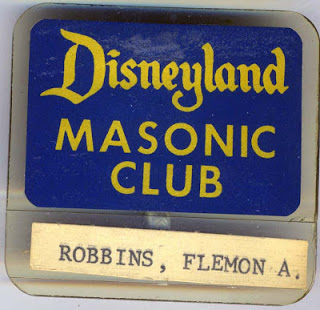 Disneyland
MASONIC
CLUB
ROBBINS, FLEMON A.